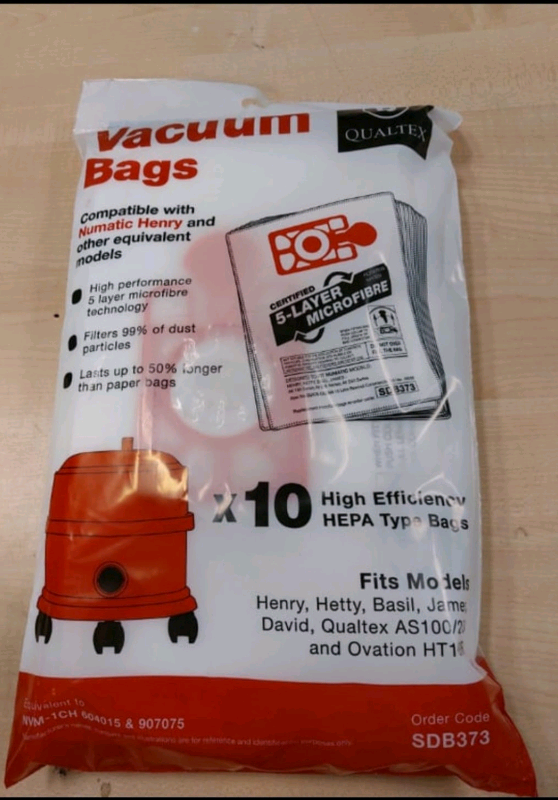 Vacuum
Bags
QUALTEX
Compatible with
Numatic Henry and
other equivalent
models
High performance
5 layer microfibre
technology
Filters 99% of dust
particles
Lasts up to 50% longer
than paper bags
CERTIFIED
5-LAYER
MICROFIBRE
SDB373
x10 High Efficiency
HEPA Type Bags
Fits Models
Henry, Hetty, Basil, James
David, Qualtex AS100/20
and Ovation HT1
Equivalent to
NVM-1CH 604015 & 907075
Order Code
SDB373